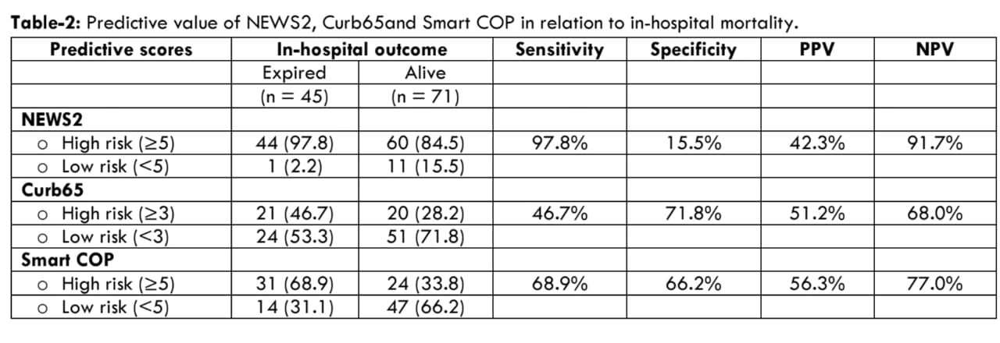 Table-2: Predictive value of NEWS2, Curb65and Smart COP in relation to in-hospital mortality.
Predictive scores In-hospital outcome Sensitivity Specificity PPV NPV
Expired Alive
(n = 45) (n = 71)
NEWS2
o High risk (≥5) 44 (97.8) 60 (84.5) 97.8% 15.5% 42.3% 91.7%
o Low risk (<5) 1 (2.2) 11 (15.5)
Curb65
o High risk (≥3) 21 (46.7) 20 (28.2) 46.7% 71.8% 51.2% 68.0%
o Low risk (<3) 24 (53.3) 51 (71.8)
Smart COP
o High risk (≥5) 31 (68.9) 24 (33.8) 68.9% 66.2% 56.3% 77.0%
o Low risk (<5) 14 (31.1) 47 (66.2)